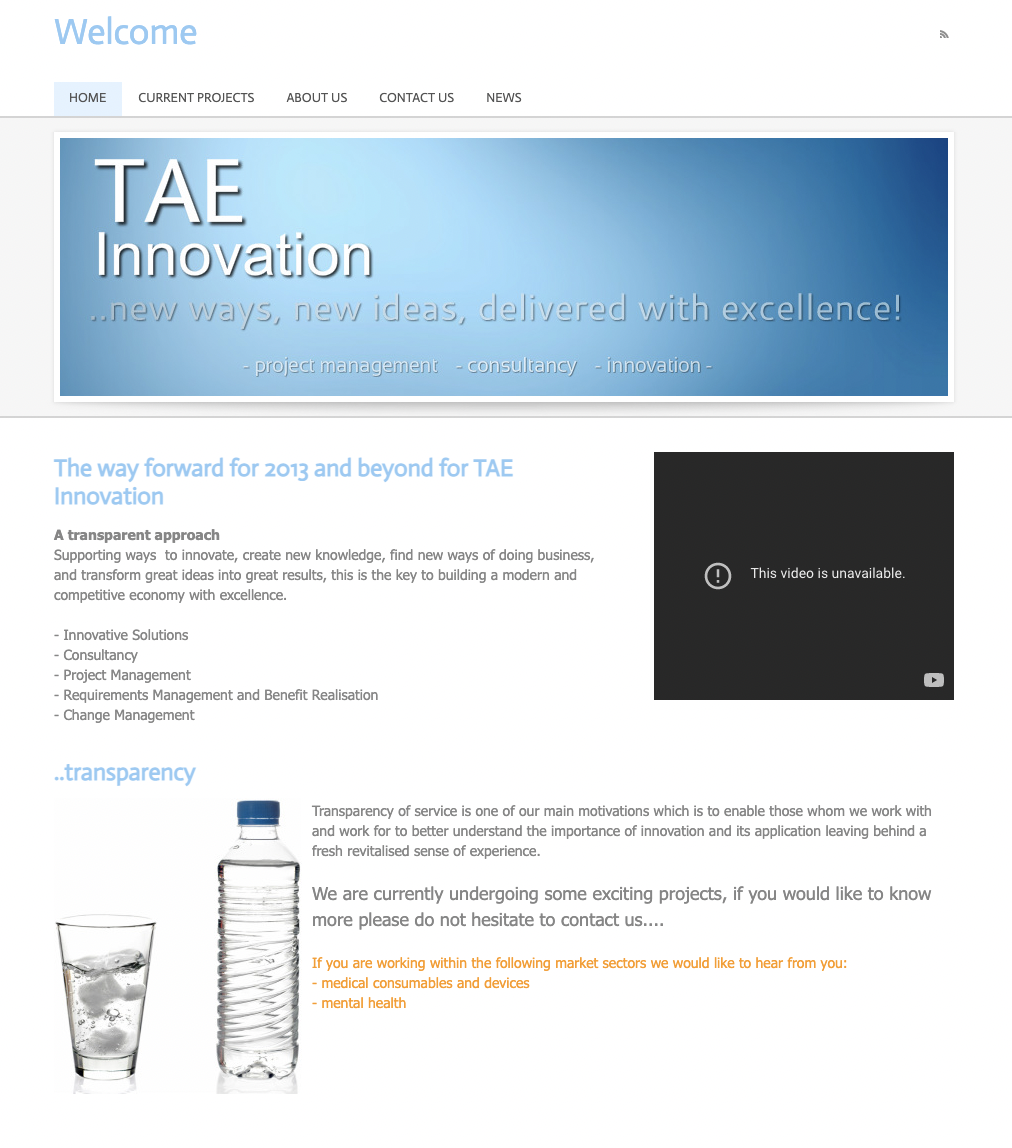 Welcome
HOME CURRENT PROJECTS ABOUT US CONTACT US NEWS
TAE
Innovation
..new ways, new ideas, delivered with excellence!
- project management - consultancy - innovation -
The way forward for 2013 and beyond for TAE
Innovation
A transparent approach
Supporting ways  to innovate, create new knowledge, find new ways of doing business,
and transform great ideas into great results, this is the key to building a modern and
competitive economy with excellence.
- Innovative Solutions
- Consultancy
- Project Management
- Requirements Management and Benefit Realisation
- Change Management
This video is unavailable.
..transparency
Transparency of service is one of our main motivations which is to enable those whom we work with
and work for to better understand the importance of innovation and its application leaving behind a
fresh revitalised sense of experience.
We are currently undergoing some exciting projects, if you would like to know
more please do not hesitate to contact us....
If you are working within the following market sectors we would like to hear from you:
- medical consumables and devices
- mental health